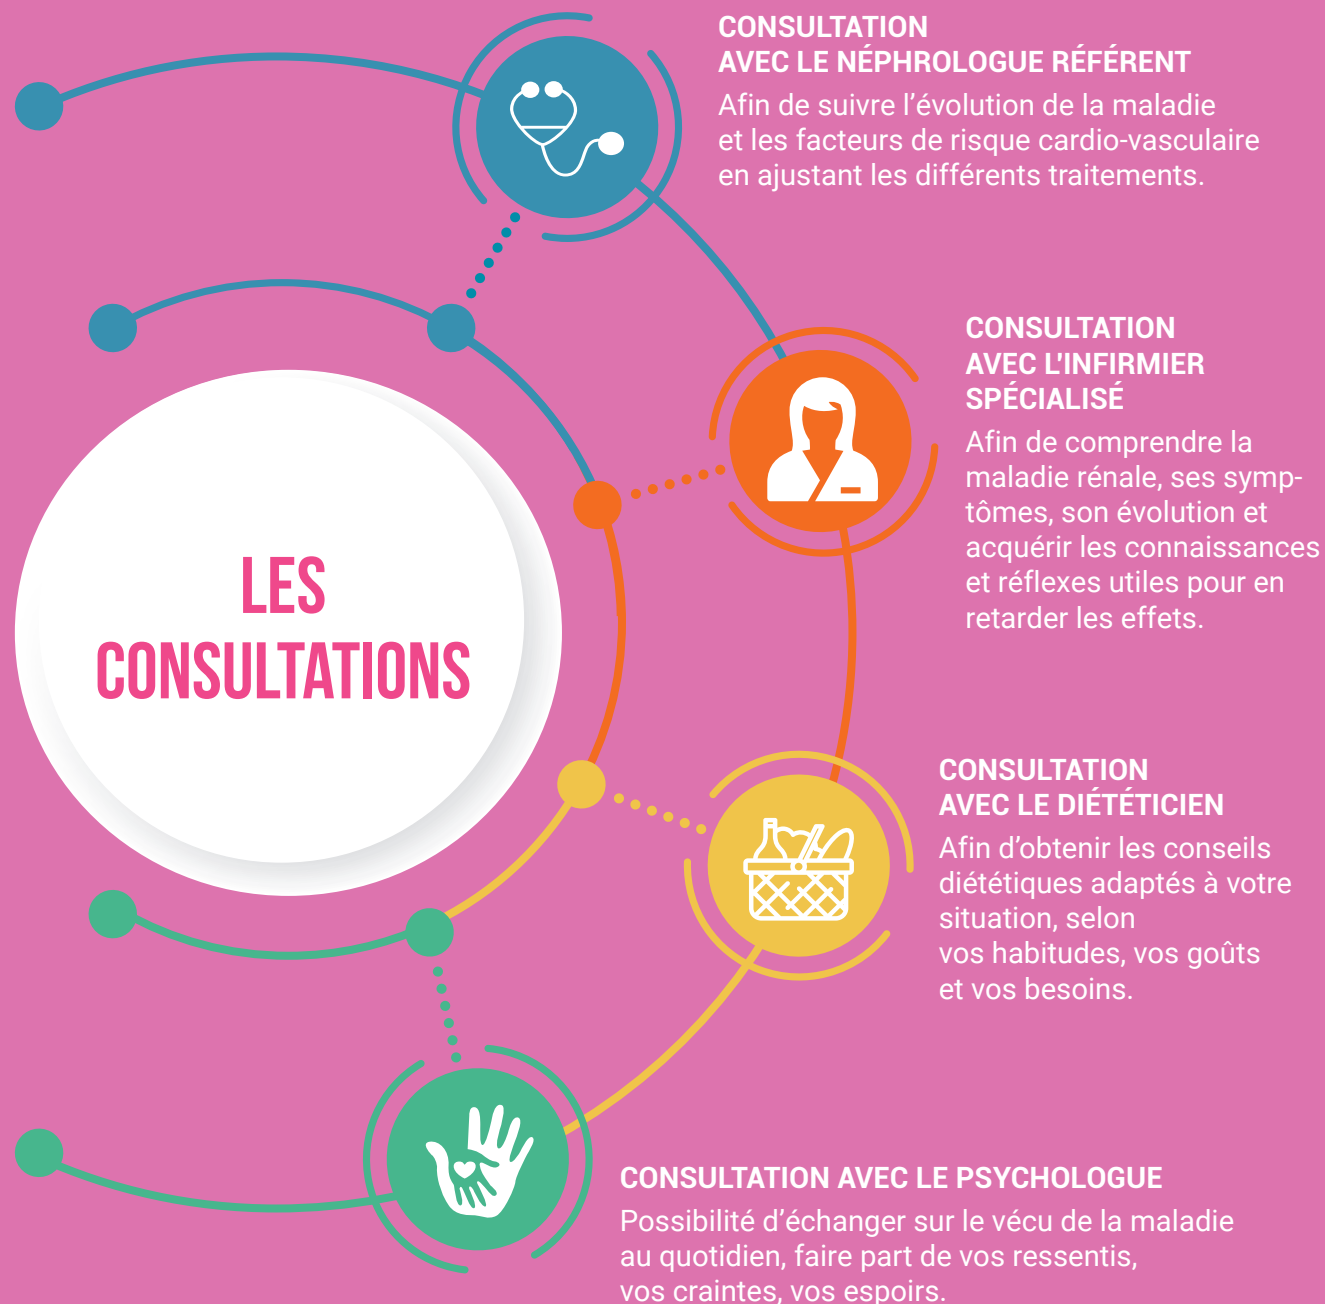 CONSULTATION
AVEC LE NÉPHROLOGUE RÉFÉRENT
Afin de suivre l’évolution de la maladie
et les facteurs de risque cardio-vasculaire
en ajustant les différents traitements.
CONSULTATION
AVEC L'INFIRMIER
SPÉCIALISÉ
Afin de comprendre la
maladie rénale, ses symp-
tômes, son évolution et
acquérir les connaissances
et réflexes utiles pour en
retarder les effets.
LES
CONSULTATIONS
CONSULTATION
AVEC LE DIÉTÉTICIEN
Afin d’obtenir les conseils
diététiques adaptés à votre
situation, selon
vos habitudes, vos goûts
et vos besoins.
CONSULTATION AVEC LE PSYCHOLOGUE
Possibilité d’échanger sur le vécu de la maladie
au quotidien, faire part de vos ressentis,
vos craintes, vos espoirs.